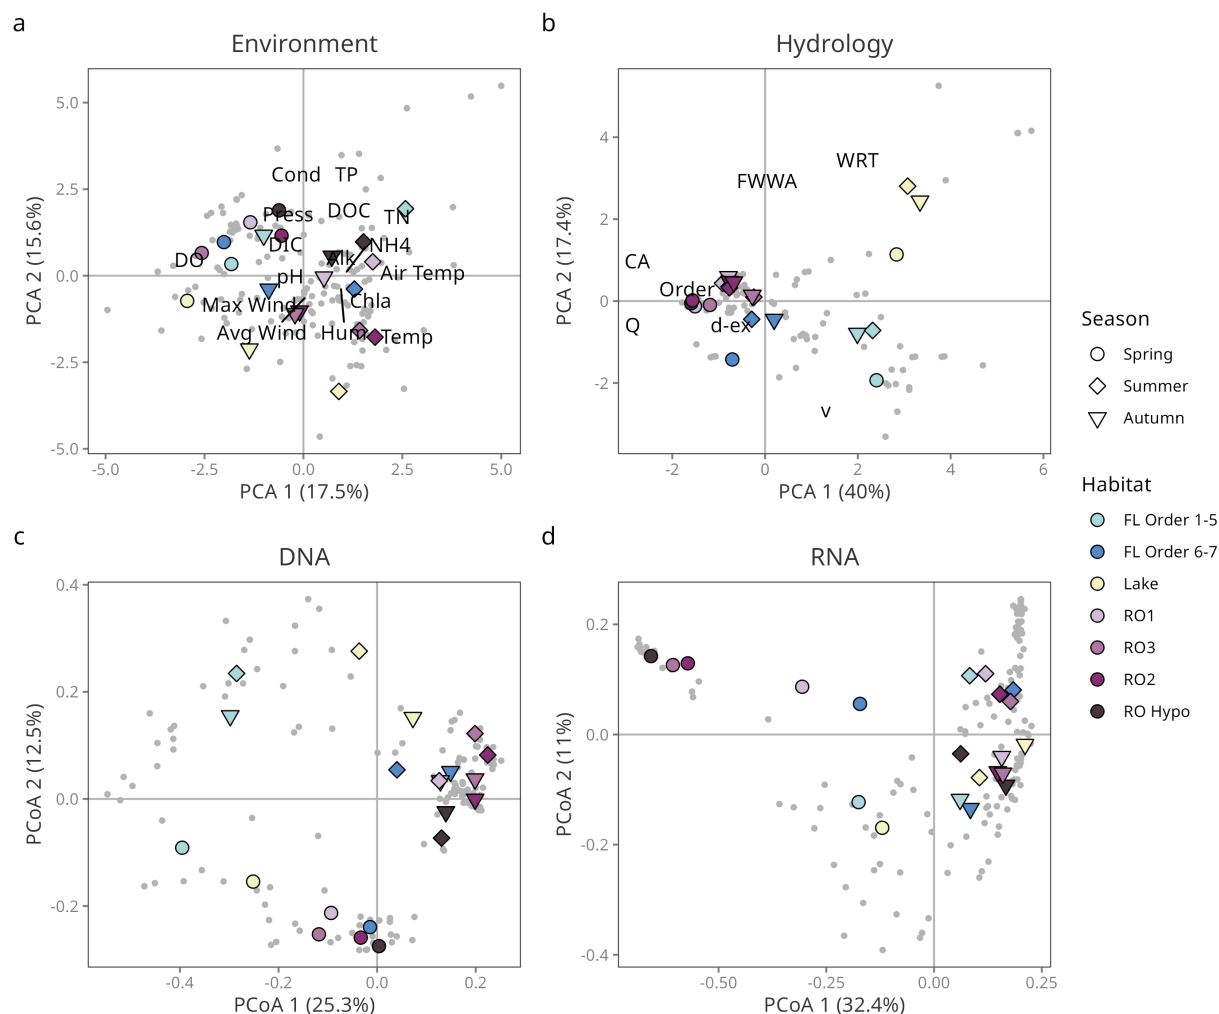 a
Environment
5.0
2.5
0.0
-2.5
-5.0
-5.0
-2.5
0.0
2.5
5.0
PCA 1 (17.5%)
PCA 2 (15.6%)
Cond
TP
Press
DOC
TN
DIC
NH4
DO
Alk
Air Temp
pH
Max Wind
Chla
Avg Wind
Hum
Temp
b
Hydrology
4
2
0
-2
-2
0
2
4
6
PCA 1 (40%)
PCA 2 (17.4%)
WRT
FWWA
CA
Order
Q
d-ex
v
Season
Spring
Summer
Autumn
Habitat
FL Order 1-5
FL Order 6-7
Lake
RO1
RO3
RO2
RO Hypo
c
DNA
0.4
0.2
0.0
-0.2
-0.4
-0.2
0.0
0.2
PCoA 1 (25.3%)
PCoA 2 (12.5%)
d
RNA
0.2
0.0
-0.2
-0.4
-0.50
-0.25
0.00
0.25
PCoA 1 (32.4%)
PCoA 2 (11%)